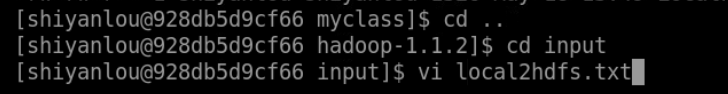 [shiyanlou@928db5d9cf66 myclass]$ cd ..
[shiyanlou@928db5d9cf66 hadoop-1.1.2]$ cd input
[shiyanlou@928db5d9cf66 input]$ vi local2hdfs.txt